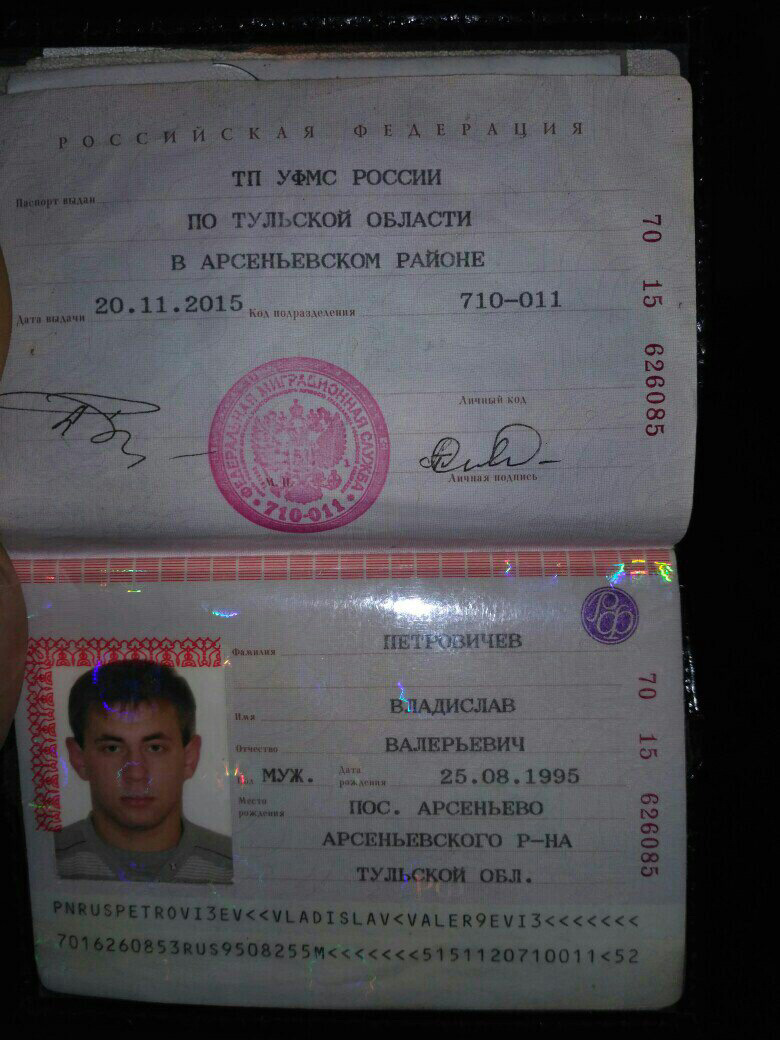 РОССИЙСКАЯ ФЕДЕРАЦИЯ
Паспорт выдан ТП УФМС РОССИИ
ПО ТУЛЬСКОЙ ОБЛАСТИ
В АРСЕНЬЕВСКОМ РАЙОНЕ
Дата выдачи 20.11.2015 Код подразделения 710-011
70 15 626085
Личный код
ФЕДЕРАЛЬНАЯ МИГРАЦИОННАЯ СЛУЖБА
М. П.
710-011
Личная подпись
Фамилия ПЕТРОВИЧЕВ
Имя ВЛАДИСЛАВ
Отчество ВАЛЕРЬЕВИЧ
Пол МУЖ. Дата рождения 25.08.1995
Место рождения ПОС. АРСЕНЬЕВО
АРСЕНЬЕВСКОГО Р-НА
ТУЛЬСКОЙ ОБЛ.
70 15 626085
PNRUSPETROVI3EV<<VLADISLAV<VALER9EVI3<<<<<<<
7016260853RUS9508255M<<<<<<<5151120710011<52